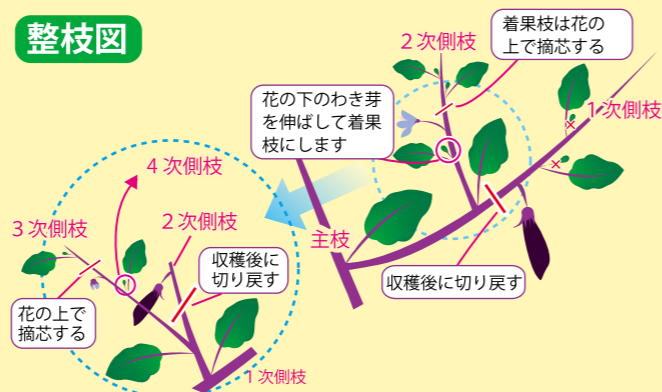 整枝図
2次側枝
着果枝は花の
上で摘芯する
1次側枝
花の下のわき芽
を伸ばして着果
枝にします
4次側枝
3次側枝
2次側枝
主枝
収穫後に
切り戻す
収穫後に切り戻す
花の上で
摘芯する
1次側枝